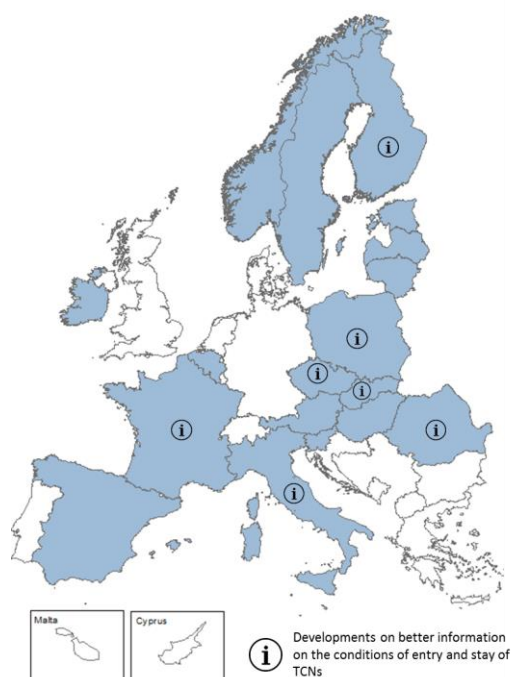 i
i
i
i
i
i
i
Malta
Cyprus
i
Developments on better information
on the conditions of entry and stay of
TCNs